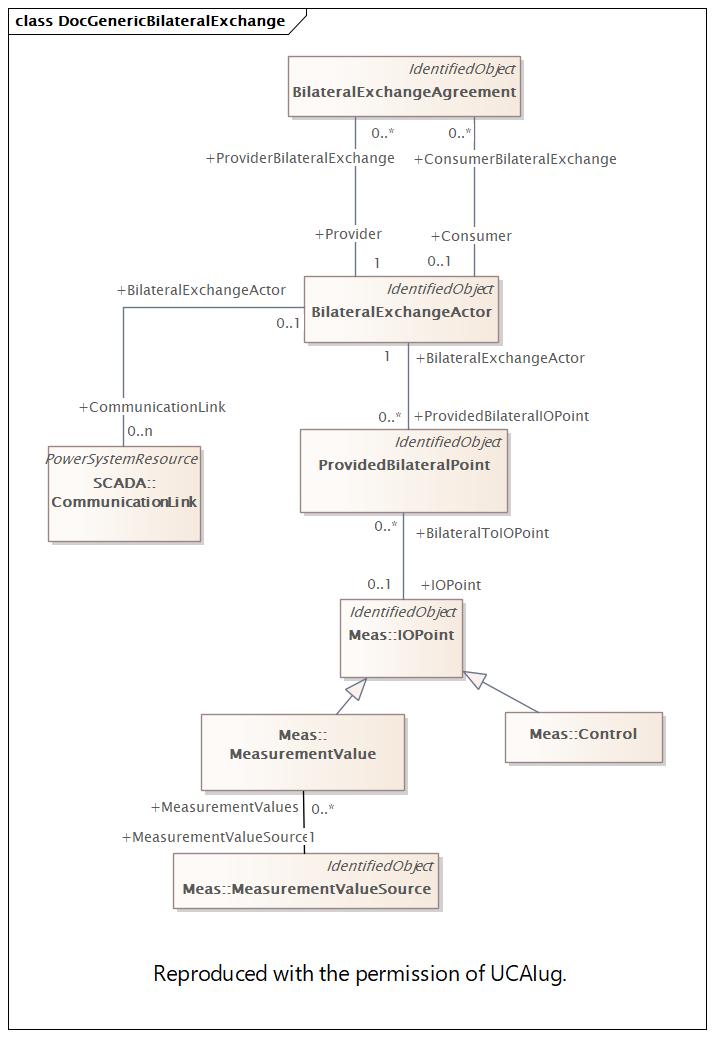 class DocGenericBilateralExchange
IdentifiedObject
BilateralExchangeAgreement
0..* 0..*
+ProviderBilateralExchange +ConsumerBilateralExchange
+Provider +Consumer
1 0..1
IdentifiedObject
BilateralExchangeActor
+BilateralExchangeActor
0..1
1 +BilateralExchangeActor
+CommunicationLink
0..n
0..* +ProvidedBilateralIOPoint
PowerSystemResource
SCADA::
CommunicationLink
IdentifiedObject
ProvidedBilateralPoint
0..* +BilateralToIOPoint
0..1 +IOPoint
IdentifiedObject
Meas::IOPoint
Meas::
MeasurementValue
Meas::Control
+MeasurementValues 0..*
+MeasurementValueSource 1
IdentifiedObject
Meas::MeasurementValueSource
Reproduced with the permission of UCAIug.